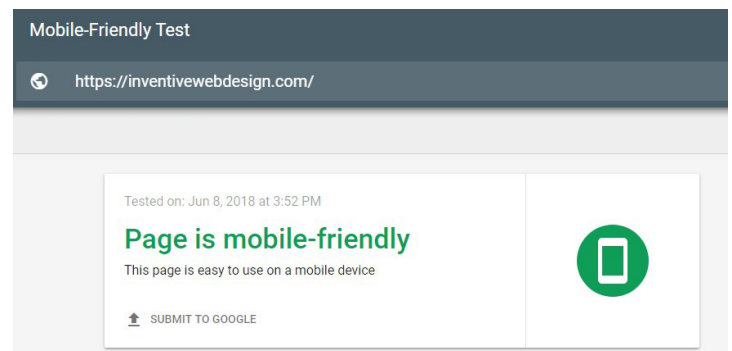 Mobile-Friendly Test
https://inventivewebdesign.com/
Tested on: Jun 8, 2018 at 3:52 PM
Page is mobile-friendly
This page is easy to use on a mobile device
SUBMIT TO GOOGLE